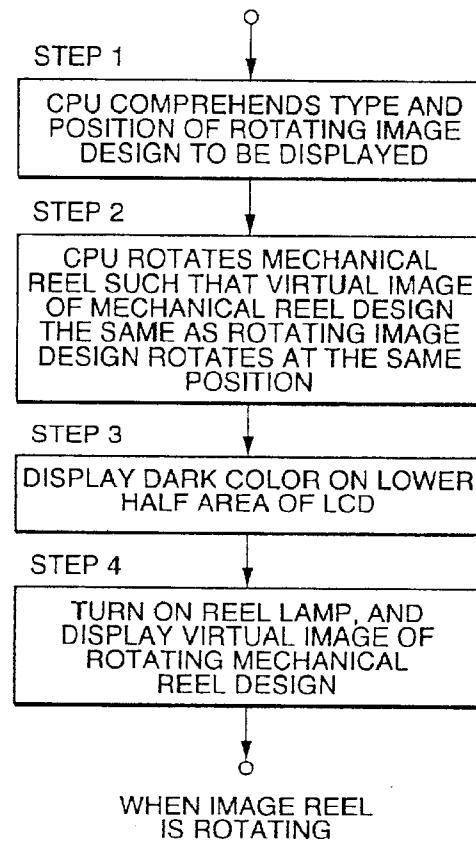 STEP 1
CPU COMPREHENDS TYPE AND
POSITION OF ROTATING IMAGE
DESIGN TO BE DISPLAYED
STEP 2
CPU ROTATES MECHANICAL
REEL SUCH THAT VIRTUAL IMAGE
OF MECHANICAL REEL DESIGN
THE SAME AS ROTATING IMAGE
DESIGN ROTATES AT THE SAME
POSITION
STEP 3
DISPLAY DARK COLOR ON LOWER
HALF AREA OF LCD
STEP 4
TURN ON REEL LAMP, AND
DISPLAY VIRTUAL IMAGE OF
ROTATING MECHANICAL
REEL DESIGN
WHEN IMAGE REEL
IS ROTATING